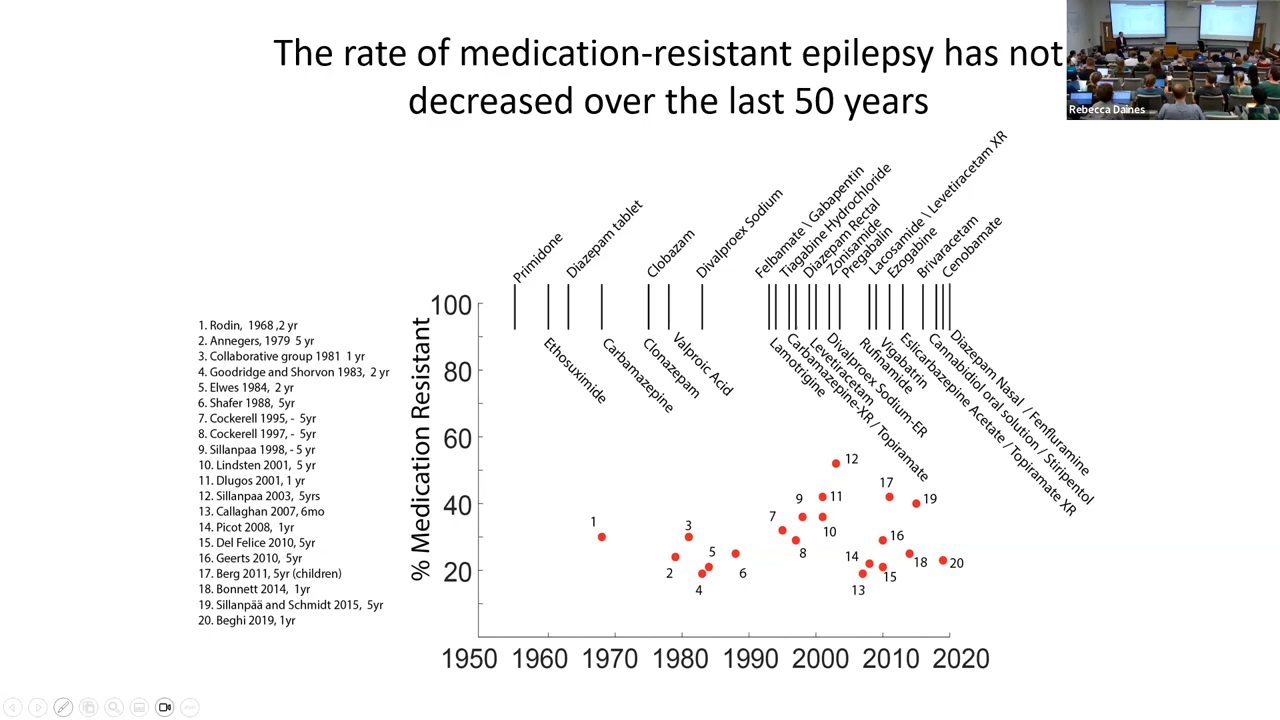 The rate of medication-resistant epilepsy has not
decreased over the last 50 years
Rebecca Daines
Primidone
Diazepam tablet
Clobazam
Divalproex Sodium
Felbamate \ Gabapentin
Tiagabine Hydrochloride
Diazepam Rectal
Zonisamide
Pregabalin
Lacosamide \ Levetiracetam XR
Ezogabine
Brivaracetam
Cenobamate
Ethosuximide
Carbamazepine
Clonazepam
Valproic Acid
Lamotrigine
Carbamazepine-XR / Topiramate
Levetiracetam
Divalproex Sodium-ER
Rufinamide
Vigabatrin
Eslicarbazepine Acetate / Topiramate XR
Cannabidiol oral solution / Stiripentol
Diazepam Nasal / Fenfluramine
1. Rodin, 1968 ,2 yr
2. Annegers, 1979 5 yr
3. Collaborative group 1981 1 yr
4. Goodridge and Shorvon 1983, 2 yr
5. Elwes 1984, 2 yr
6. Shafer 1988, 5yr
7. Cockerell 1995, - 5yr
8. Cockerell 1997, - 5yr
9. Sillanpaa 1998, - 5 yr
10. Lindsten 2001, 5 yr
11. Dlugos 2001, 1 yr
12. Sillanpaa 2003, 5yrs
13. Callaghan 2007, 6mo
14. Picot 2008, 1yr
15. Del Felice 2010, 5yr
16. Geerts 2010, 5yr
17. Berg 2011, 5yr (children)
18. Bonnett 2014, 1yr
19. Sillanpää and Schmidt 2015, 5yr
20. Beghi 2019, 1yr
% Medication Resistant
100
80
60
40
20
1
2
3
4
5
6
7
8
9
10
11
12
13
14
15
16
17
18
19
20
1950 1960 1970 1980 1990 2000 2010 2020